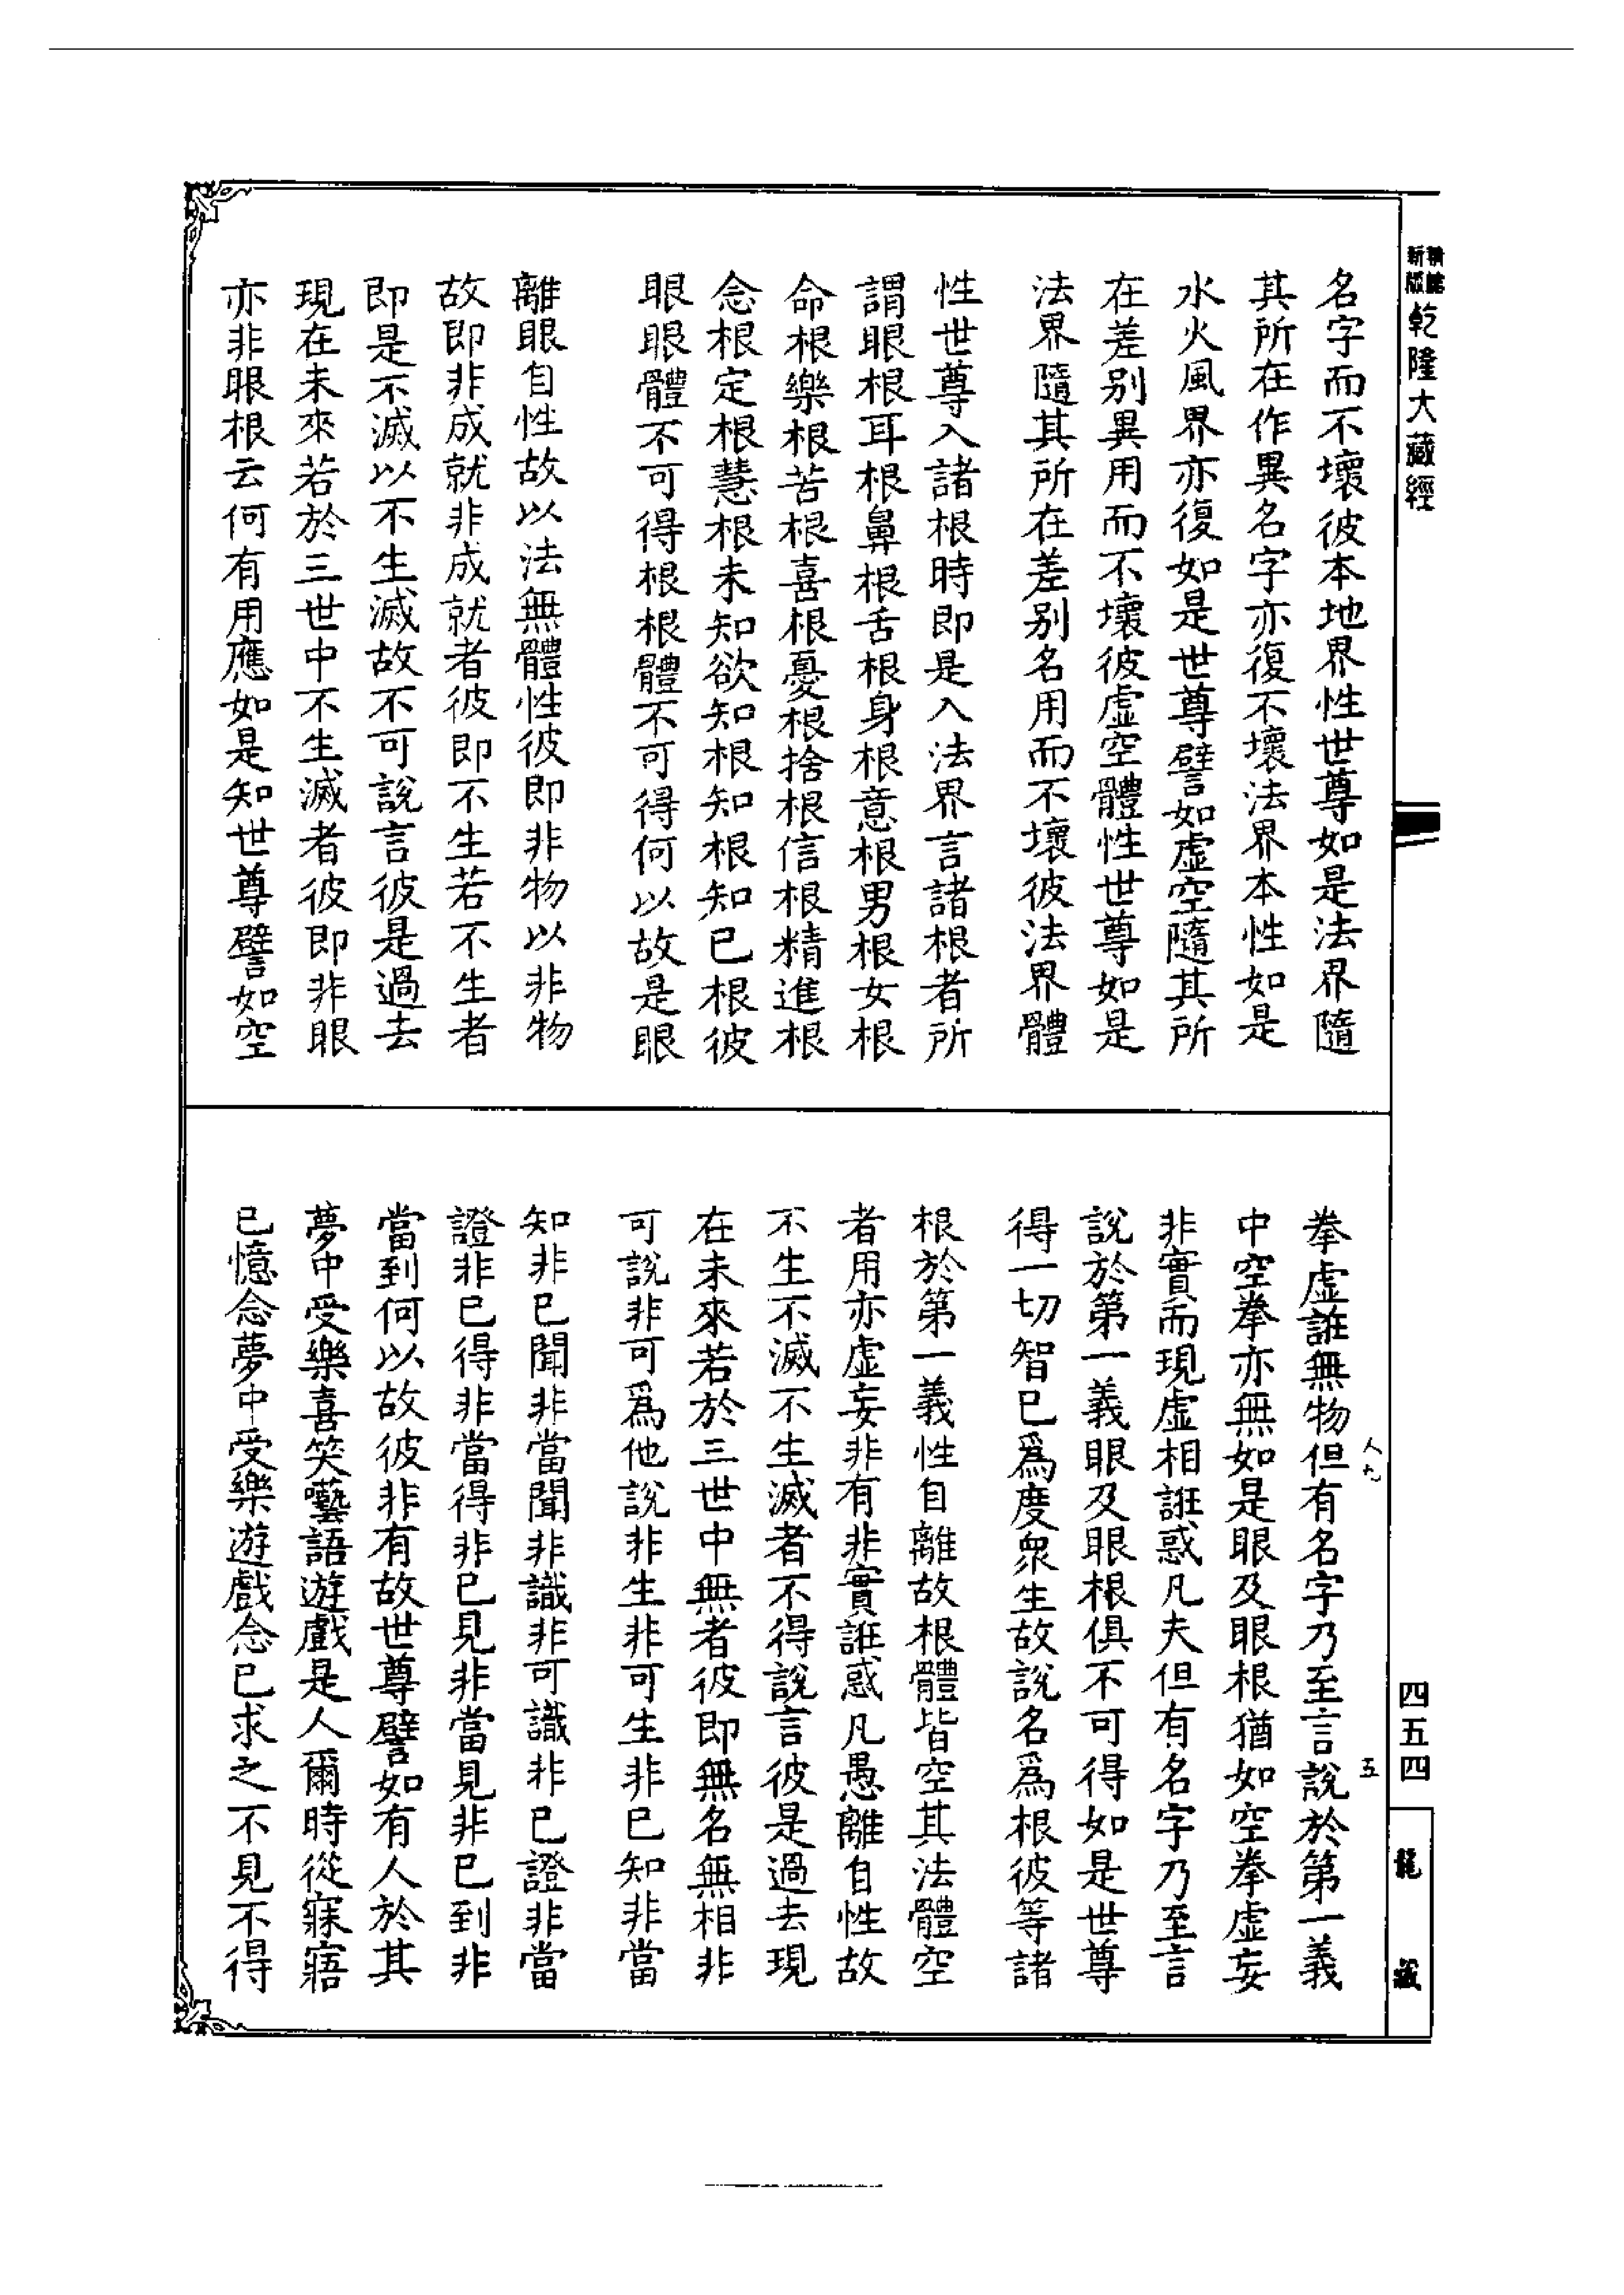 乾隆大藏經
名字而不壞彼本地界性世尊如是法界隨
其所在作異名字亦復不壞法界本性如是
水火風界亦復如是世尊譬如虛空隨其所
在差别異用而不壞彼虛空體性世尊如是
法界隨其所在差别名用而不壞彼法界體
性世尊入諸根時即是入法界言諸根者所
謂眼根耳根鼻根舌根身根意根男根女根
命根樂根苦根喜根憂根捨根信根精進根
念根定根慧根未知欲知根知根知已根彼
眼眼體不可得根根體不可得何以故是眼
離眼自性故以法無體性彼即非物以非物
故即非成就非成就者彼即不生若不生者
即是不滅以不生滅故不可說言彼是過去
現在未來若於三世中不生滅者彼即非眼
亦非眼根云何有用應如是知世尊譬如空
拳虛誑無物但有名字乃至言說於第一義
中空拳亦無如是眼及眼根猶如空拳虛妄
非實而現虛相誑惑凡夫但有名字乃至言
說於第一義眼及眼根俱不可得如是世尊
得一切智已爲度衆生故說名爲根彼等諸
根於第一義性自離故根體皆空其法體空
者用亦虛妄非有非實誑惑凡愚離自性故
不生不滅不生滅者不得說言彼是過去現
在未來若於三世中無者彼即無名無相非
可說非可爲他說非生非可生非已知非當
知非已聞非當聞非識非可識非已證非當
證非已得非當得非已見非當見非已到非
當到何以故彼非有故世尊譬如有人於其
夢中受樂喜笑囈語遊戲是人爾時從寐寤
已憶念夢中受樂遊戲念已求之不見不得
人九
五
四五四
龍藏